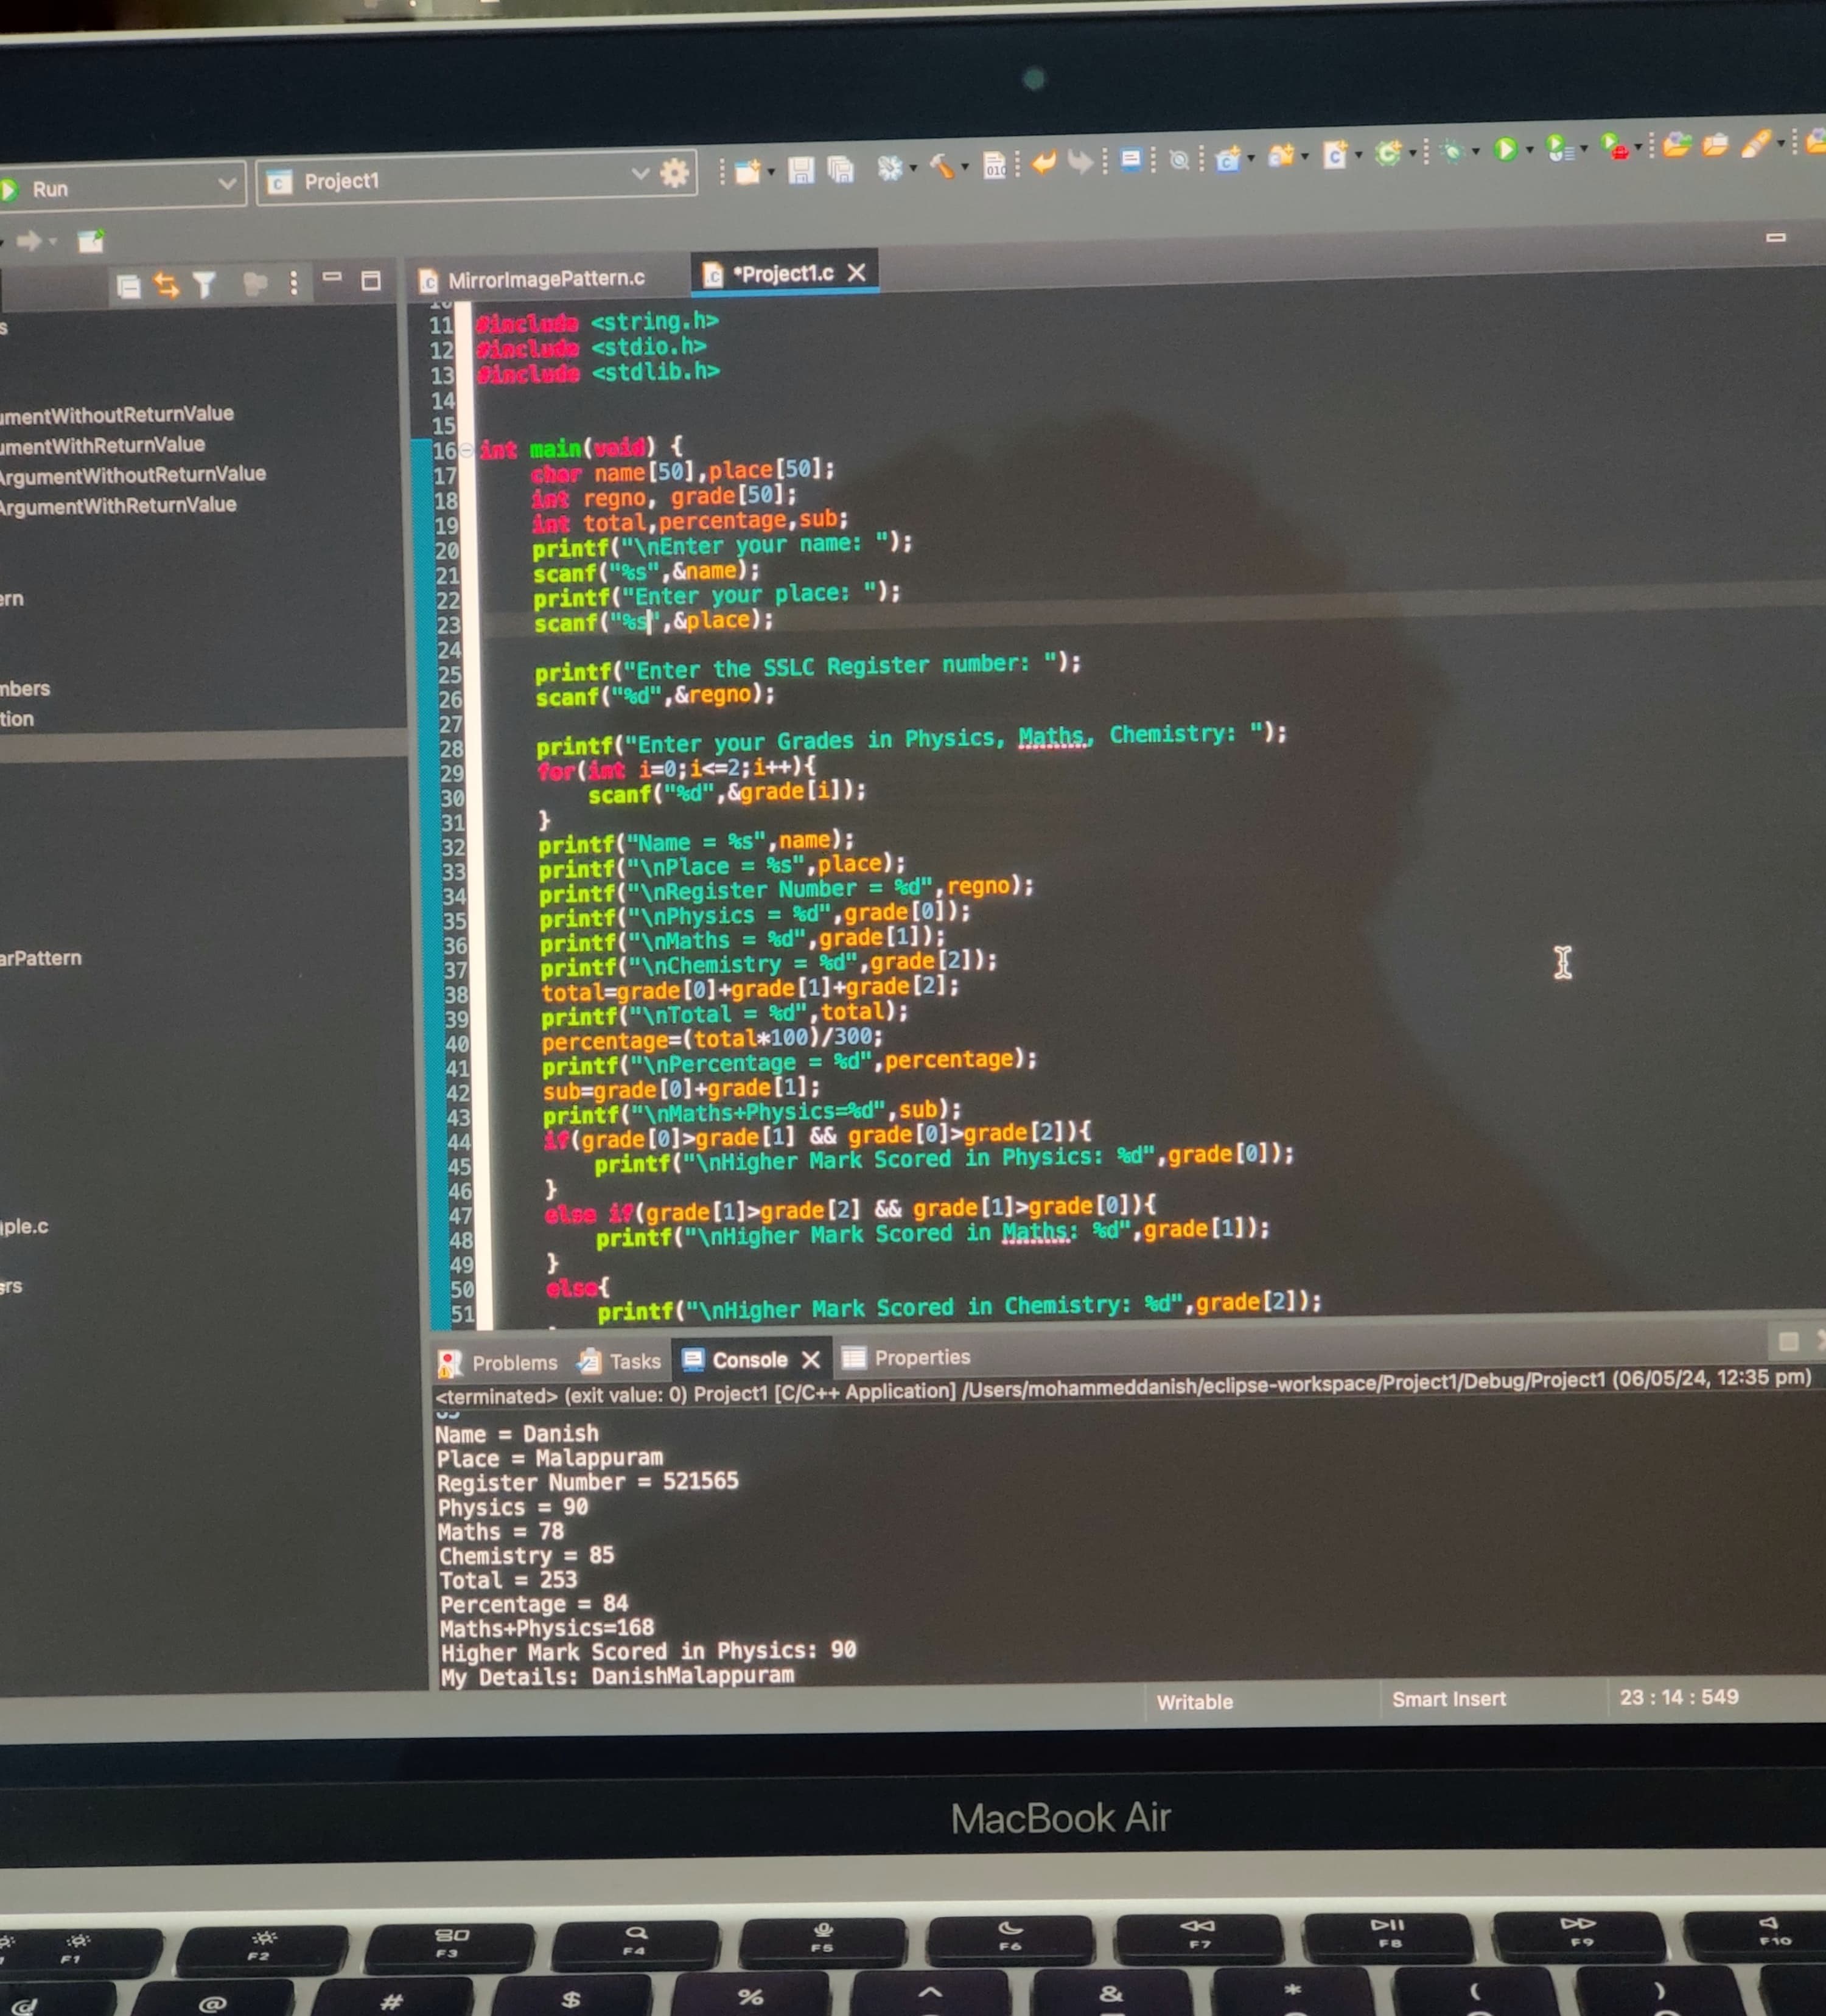 Run
Project1
MirrorImagePattern.c
*Project1.c
11 #include <string.h>
12 #include <stdio.h>
13 #include <stdlib.h>
14
15
16 int main(void) {
17 char name[50],place[50];
18 int regno, grade[50];
19 int total,percentage,sub;
20 printf("\nEnter your name: ");
21 scanf("%s",&name);
22 printf("Enter your place: ");
23 scanf("%s",&place);
24
25 printf("Enter the SSLC Register number: ");
26 scanf("%d",&regno);
27
28 printf("Enter your Grades in Physics, Maths, Chemistry: ");
29 for(int i=0;i<=2;i++){
30 scanf("%d",&grade[i]);
31 }
32 printf("Name = %s",name);
33 printf("\nPlace = %s",place);
34 printf("\nRegister Number = %d",regno);
35 printf("\nPhysics = %d",grade[0]);
36 printf("\nMaths = %d",grade[1]);
37 printf("\nChemistry = %d",grade[2]);
38 total=grade[0]+grade[1]+grade[2];
39 printf("\nTotal = %d",total);
40 percentage=(total*100)/300;
41 printf("\nPercentage = %d",percentage);
42 sub=grade[0]+grade[1];
43 printf("\nMaths+Physics=%d",sub);
44 if(grade[0]>grade[1] && grade[0]>grade[2]){
45 printf("\nHigher Mark Scored in Physics: %d",grade[0]);
46 }
47 else if(grade[1]>grade[2] && grade[1]>grade[0]){
48 printf("\nHigher Mark Scored in Maths: %d",grade[1]);
49 }
50 else{
51 printf("\nHigher Mark Scored in Chemistry: %d",grade[2]);
s
umentWithoutReturnValue
umentWithReturnValue
ArgumentWithoutReturnValue
ArgumentWithReturnValue
ern
nbers
tion
arPattern
iple.c
ers
Problems Tasks Console Properties
<terminated> (exit value: 0) Project1 [C/C++ Application] /Users/mohammeddanish/eclipse-workspace/Project1/Debug/Project1 (06/05/24, 12:35 pm)
Name = Danish
Place = Malappuram
Register Number = 521565
Physics = 90
Maths = 78
Chemistry = 85
Total = 253
Percentage = 84
Maths+Physics=168
Higher Mark Scored in Physics: 90
My Details: DanishMalappuram
Writable Smart Insert 23 : 14 : 549
MacBook Air
F1 F2 F3 F4 F5 F6 F7 F8 F9 F10
@ # $ % ^ & * ( )